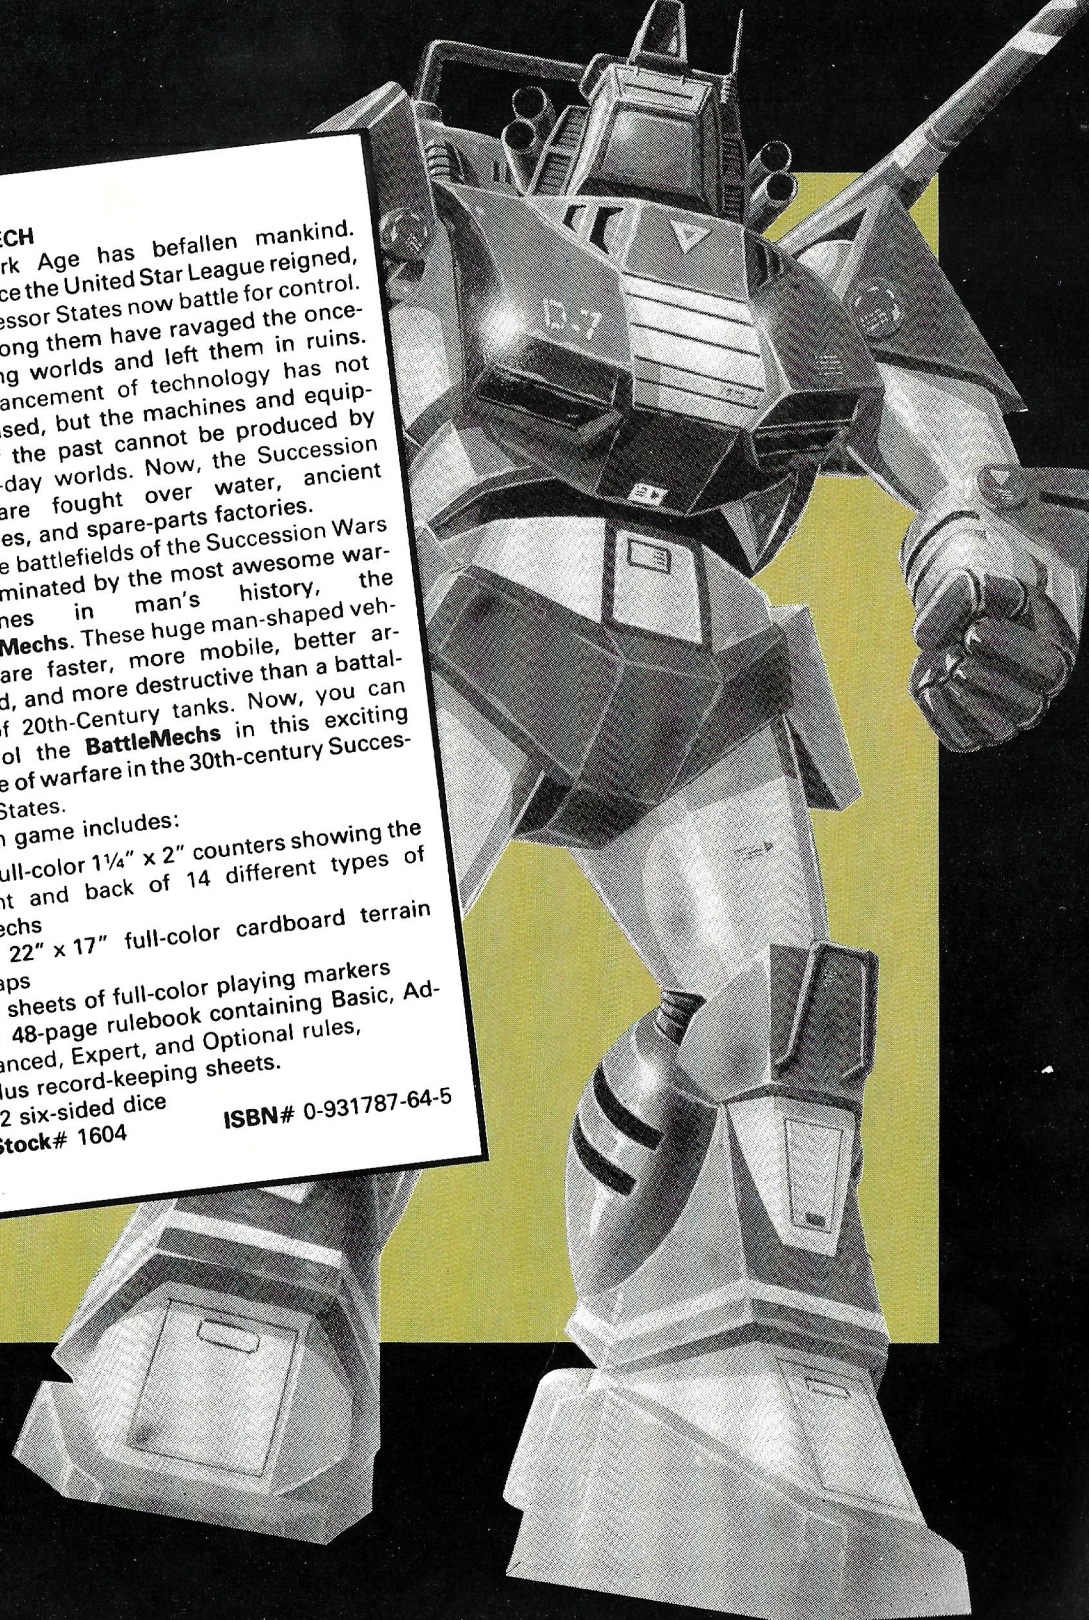 ECH
rk Age has befallen mankind.
ce the United Star League reigned,
essor States now battle for control.
ong them have ravaged the once-
ng worlds and left them in ruins.
ancement of technology has not
sed, but the machines and equip-
f the past cannot be produced by
-day worlds. Now, the Succession
are fought over water, ancient
es, and spare-parts factories.
e battlefields of the Succession Wars
minated by the most awesome war-
nes in man's history, the
Mechs. These huge man-shaped veh-
are faster, more mobile, better ar-
d, and more destructive than a battal-
of 20th-Century tanks. Now, you can
ol the BattleMechs in this exciting
e of warfare in the 30th-century Succes-
States.
h game includes:
ull-color 1¼" x 2" counters showing the
nt and back of 14 different types of
echs
22" x 17" full-color cardboard terrain
aps
sheets of full-color playing markers
48-page rulebook containing Basic, Ad-
anced, Expert, and Optional rules,
lus record-keeping sheets.
2 six-sided dice
Stock# 1604 ISBN# 0-931787-64-5
0.7